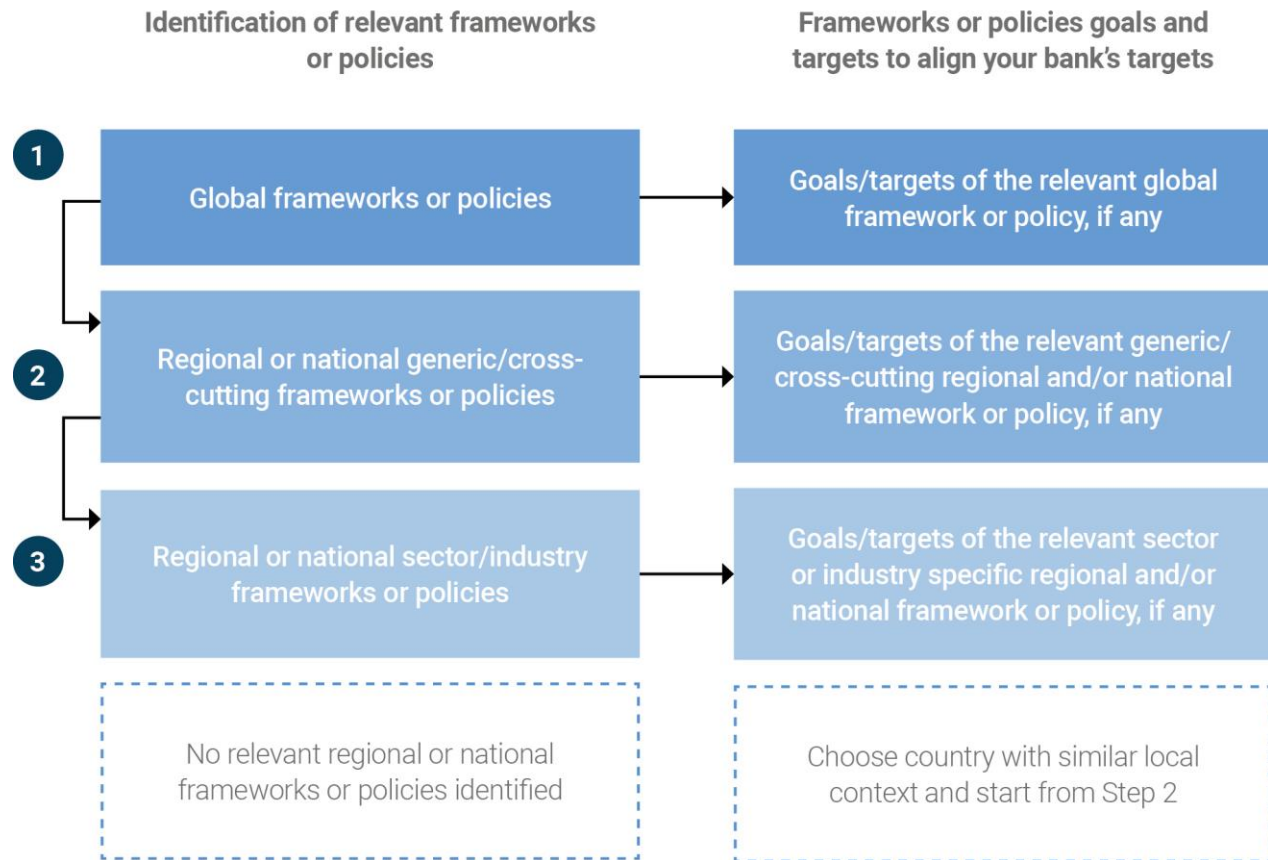 Identification of relevant frameworks
or policies
Frameworks or policies goals and
targets to align your bank's targets
1
Global frameworks or policies
Goals/targets of the relevant global
framework or policy, if any
2
Regional or national generic/cross-
cutting frameworks or policies
Goals/targets of the relevant generic/
cross-cutting regional and/or national
framework or policy, if any
3
Regional or national sector/industry
frameworks or policies
Goals/targets of the relevant sector
or industry specific regional and/or
national framework or policy, if any
No relevant regional or national
frameworks or policies identified
Choose country with similar local
context and start from Step 2